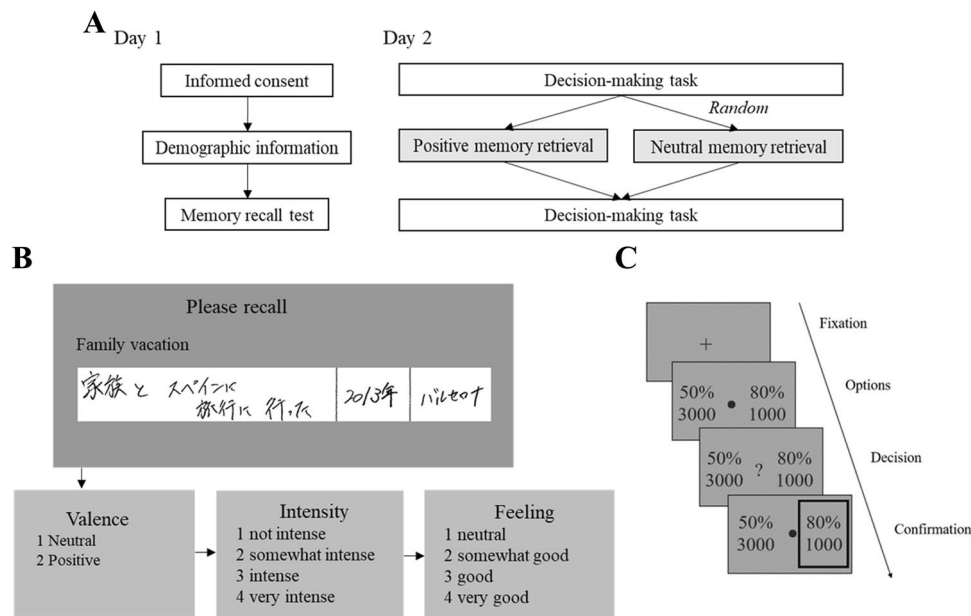 A
Day 1
Day 2
Informed consent
Demographic information
Memory recall test
Decision-making task
Random
Positive memory retrieval
Neutral memory retrieval
Decision-making task
B
Please recall
Family vacation
家族と スペインに
旅行に 行った
2013年
バルセロナ
Valence
1 Neutral
2 Positive
Intensity
1 not intense
2 somewhat intense
3 intense
4 very intense
Feeling
1 neutral
2 somewhat good
3 good
4 very good
C
+
Fixation
50% 80%
3000 1000
Options
50% ? 80%
3000 1000
Decision
50% 80%
3000 1000
Confirmation